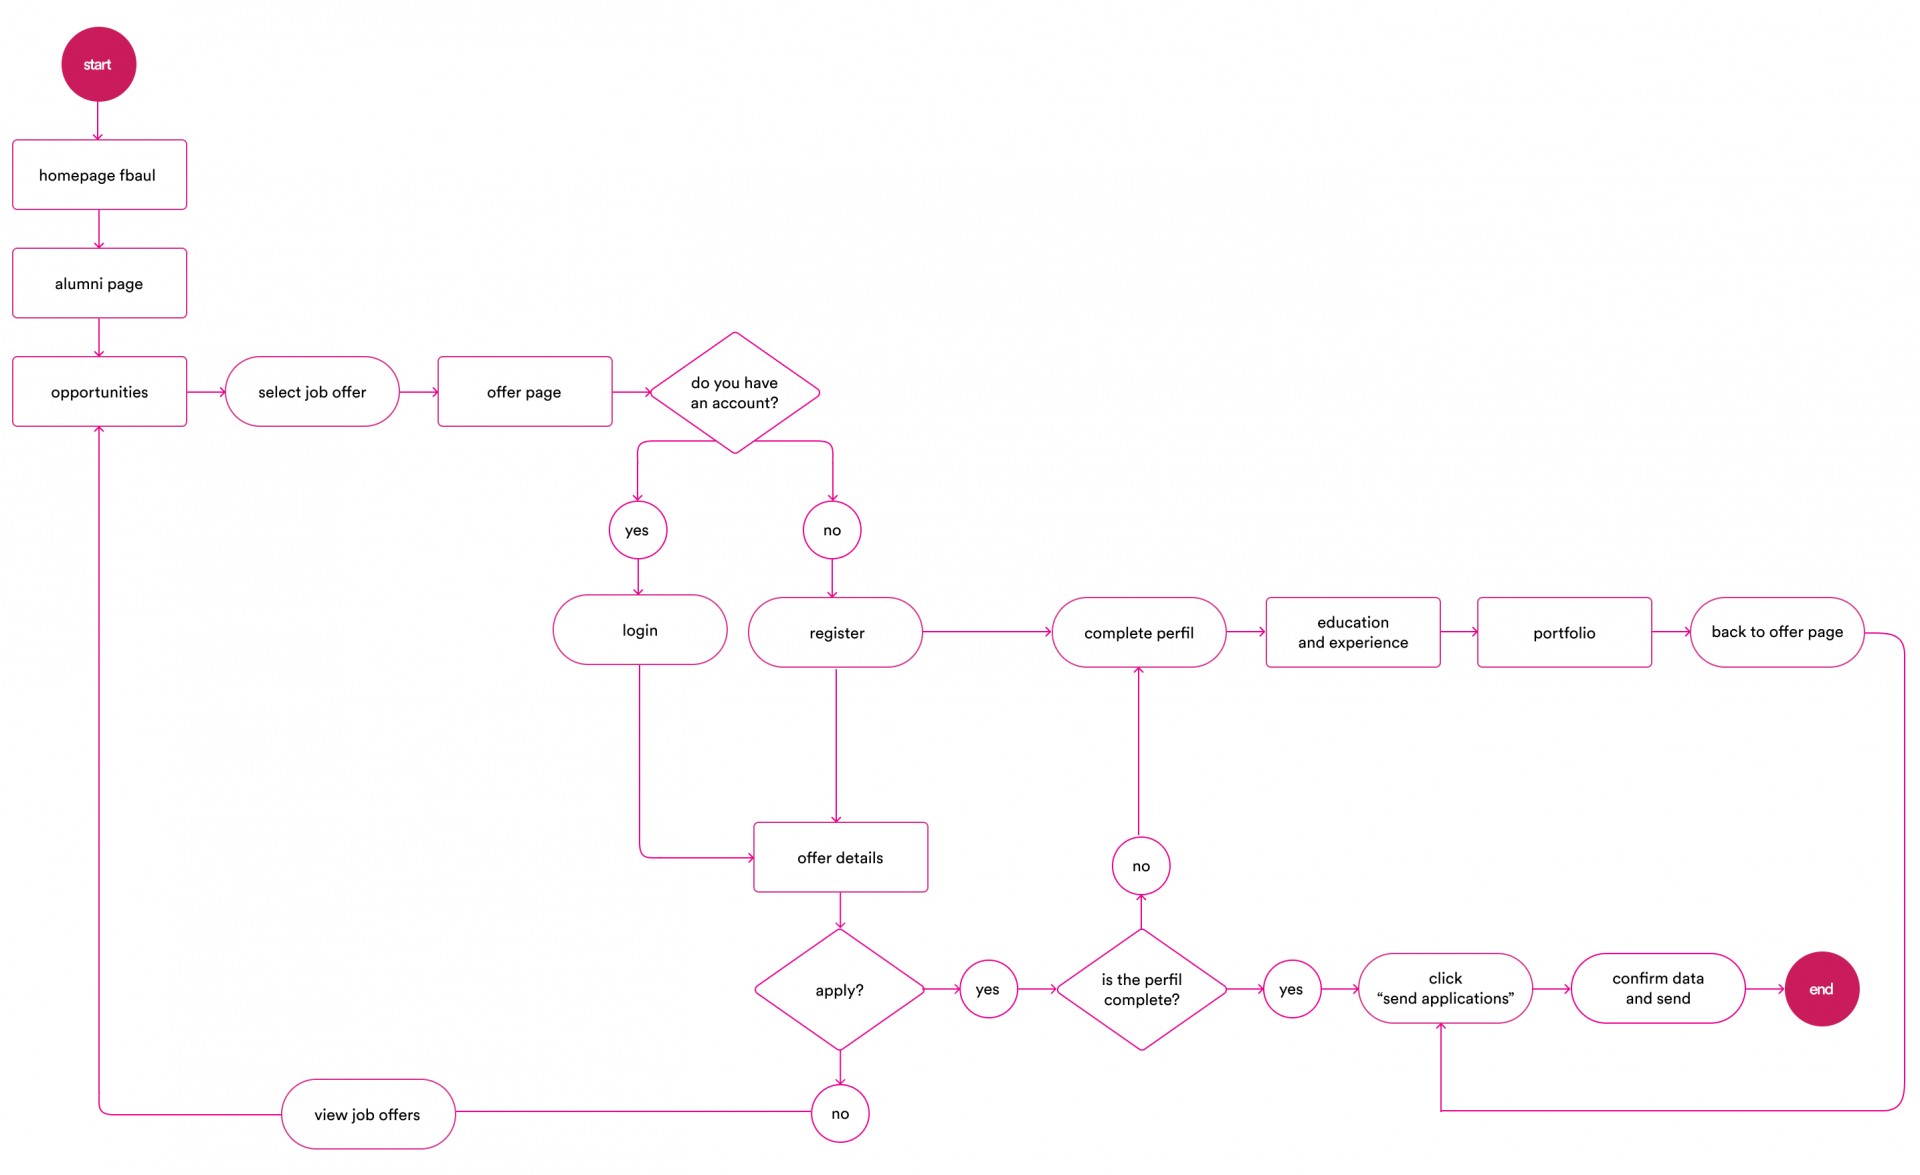 start
homepage fbaul
alumni page
opportunities
select job offer
offer page
do you have
an account?
yes
no
login
register
complete perfil
education
and experience
portfolio
back to offer page
offer details
no
apply?
yes
is the perfil
complete?
yes
click
“send applications”
confirm data
and send
end
view job offers
no